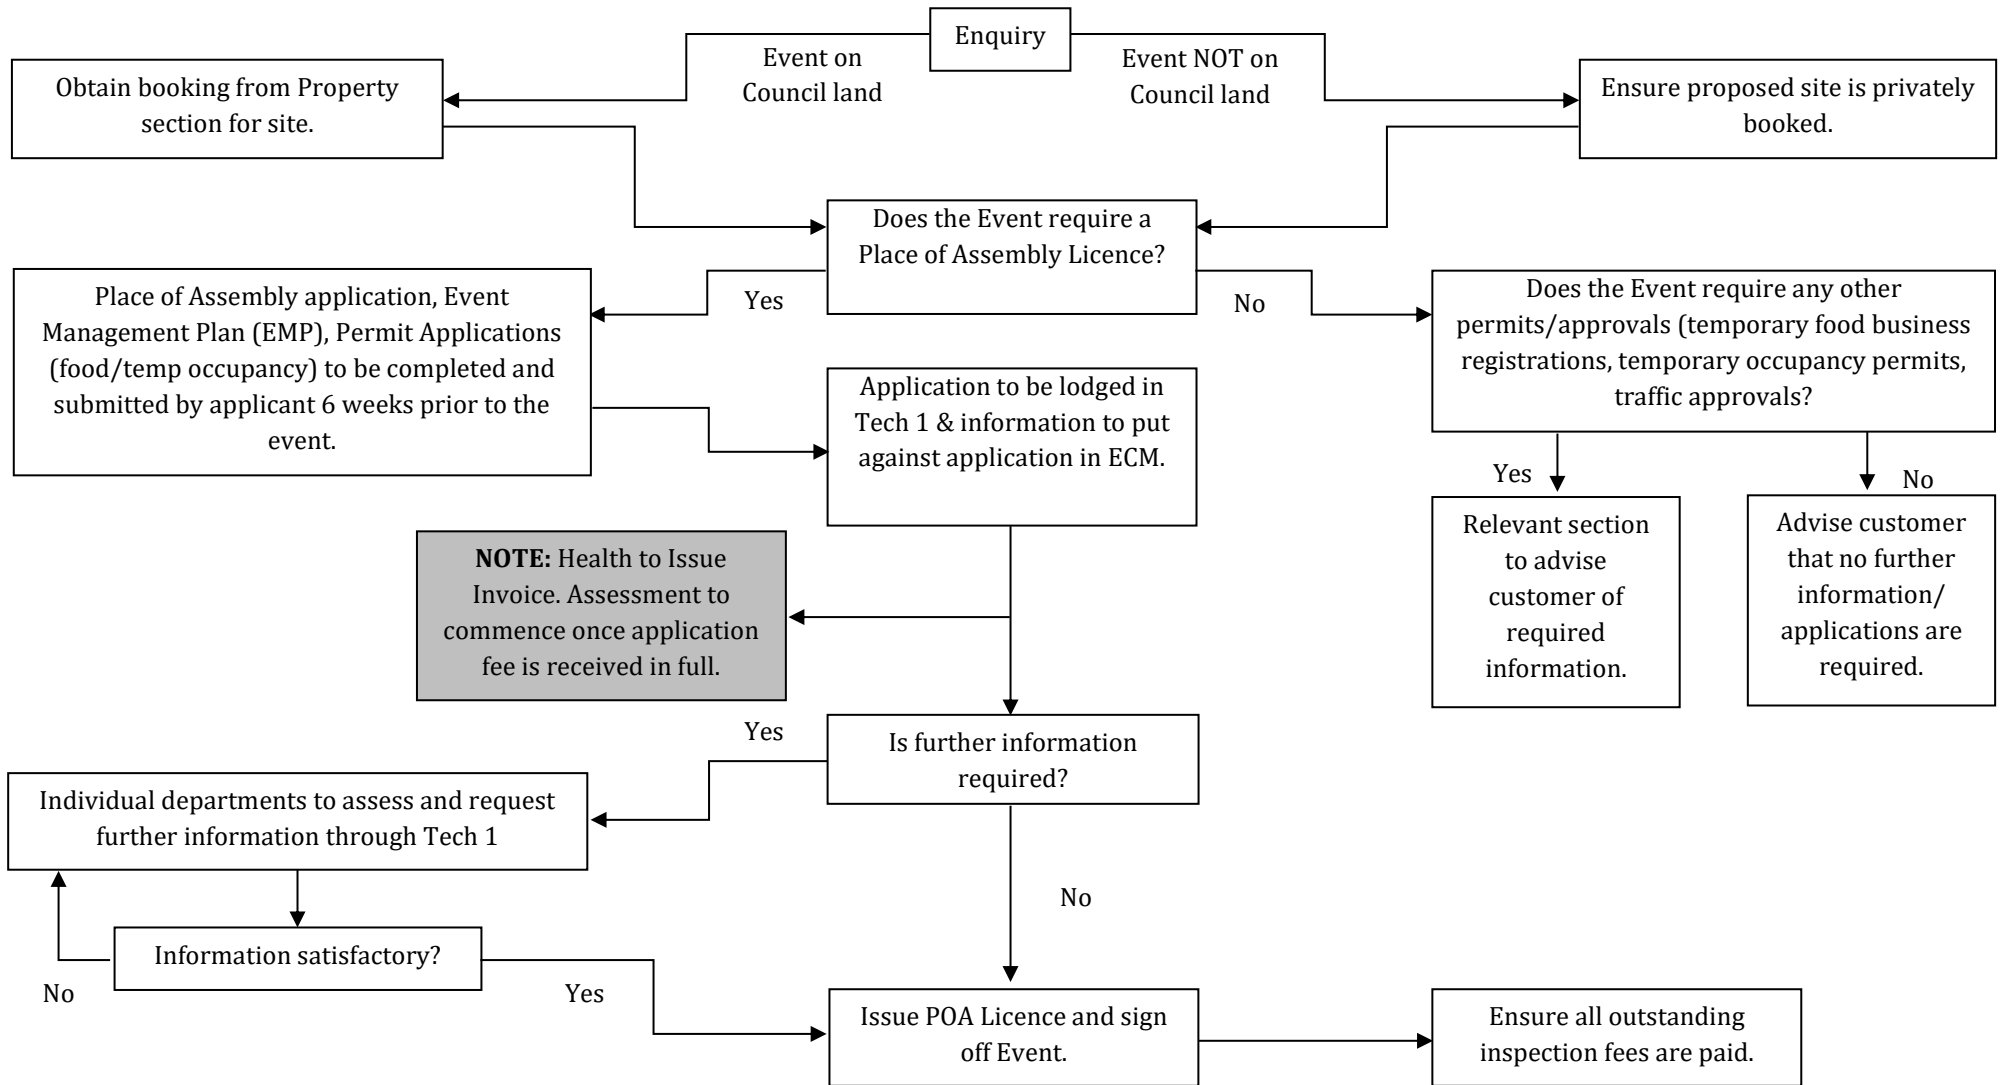 Enquiry
Event on
Council land
Event NOT on
Council land
Obtain booking from Property
section for site.
Ensure proposed site is privately
booked.
Does the Event require a
Place of Assembly Licence?
Yes
No
Place of Assembly application, Event
Management Plan (EMP), Permit Applications
(food/temp occupancy) to be completed and
submitted by applicant 6 weeks prior to the
event.
Does the Event require any other
permits/approvals (temporary food business
registrations, temporary occupancy permits,
traffic approvals?
Application to be lodged in
Tech 1 & information to put
against application in ECM.
Yes
No
Relevant section
to advise
customer of
required
information.
Advise customer
that no further
information/
applications are
required.
NOTE: Health to Issue
Invoice. Assessment to
commence once application
fee is received in full.
Yes
Is further information
required?
Individual departments to assess and request
further information through Tech 1
No
Information satisfactory?
No
Yes
Issue POA Licence and sign
off Event.
Ensure all outstanding
inspection fees are paid.